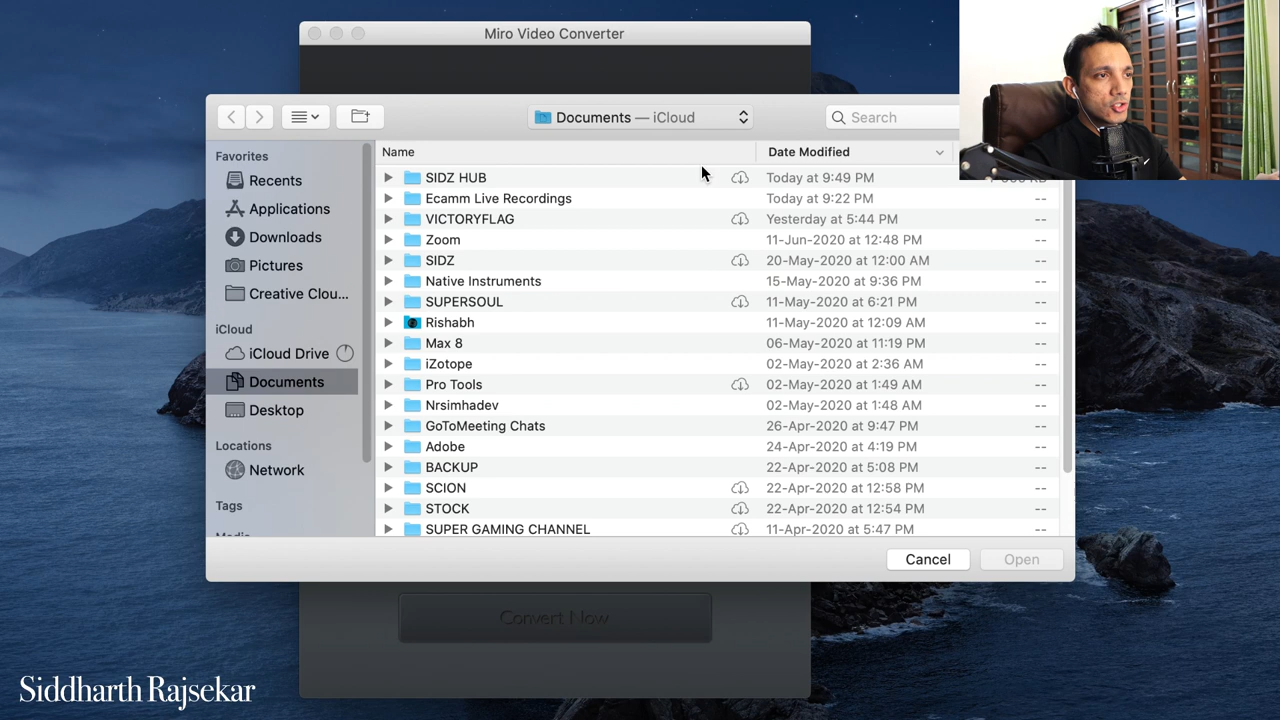 Miro Video Converter
Documents — iCloud
Search
Favorites
Recents
Applications
Downloads
Pictures
Creative Clou...
iCloud
iCloud Drive
Documents
Desktop
Locations
Network
Tags
Name Date Modified
SIDZ HUB Today at 9:49 PM
Ecamm Live Recordings Today at 9:22 PM --
VICTORYFLAG Yesterday at 5:44 PM --
Zoom 11-Jun-2020 at 12:48 PM --
SIDZ 20-May-2020 at 12:00 AM --
Native Instruments 15-May-2020 at 9:36 PM --
SUPERSOUL 11-May-2020 at 6:21 PM --
Rishabh 11-May-2020 at 12:09 AM --
Max 8 06-May-2020 at 11:19 PM --
iZotope 02-May-2020 at 2:36 AM --
Pro Tools 02-May-2020 at 1:49 AM --
Nrsimhadev 02-May-2020 at 1:48 AM --
GoToMeeting Chats 26-Apr-2020 at 9:47 PM --
Adobe 24-Apr-2020 at 4:19 PM --
BACKUP 22-Apr-2020 at 5:08 PM --
SCION 22-Apr-2020 at 12:58 PM --
STOCK 22-Apr-2020 at 12:54 PM --
SUPER GAMING CHANNEL 11-Apr-2020 at 5:47 PM --
Cancel Open
Convert Now
Siddharth Rajsekar